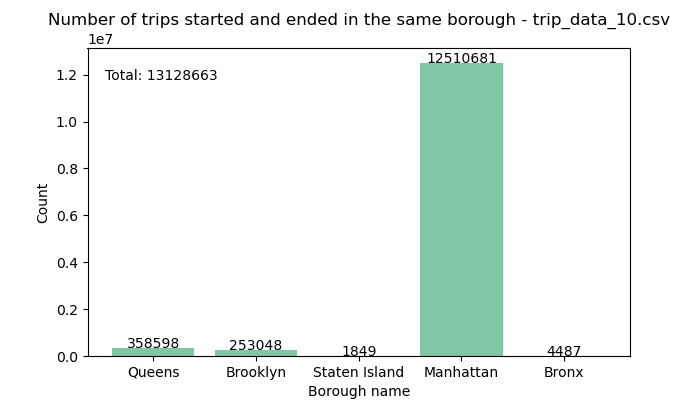 Number of trips started and ended in the same borough - trip_data_10.csv
1e7
12510681
Total: 13128663
1.2
1.0
0.8
0.6
0.4
0.2
0.0
Count
358598
253048
1849
4487
Queens Brooklyn Staten Island Manhattan Bronx
Borough name